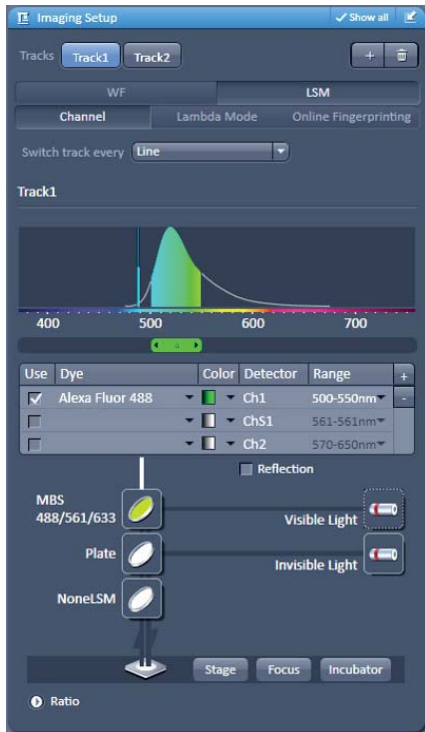 Imaging Setup Show all
Tracks Track1 Track2 +
WF LSM
Channel Lambda Mode Online Fingerprinting
Switch track every Line
Track1
400 500 600 700
Use Dye Color Detector Range +
Alexa Fluor 488 Ch1 500-550nm -
ChS1 561-561nm
Ch2 570-650nm
Reflection
MBS
488/561/633
Visible Light
Plate
Invisible Light
NoneLSM
Stage Focus Incubator
Ratio